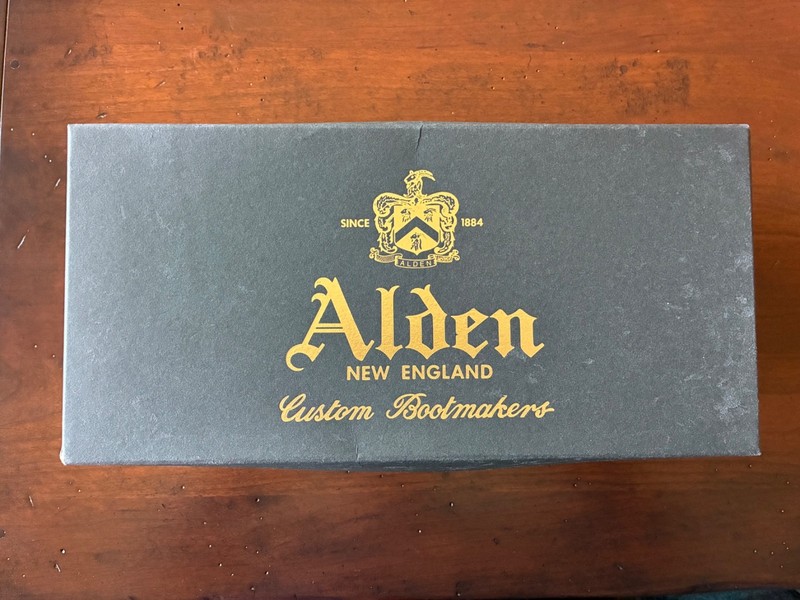 SINCE 1884
ALDEN
Alden
NEW ENGLAND
Custom Bootmakers